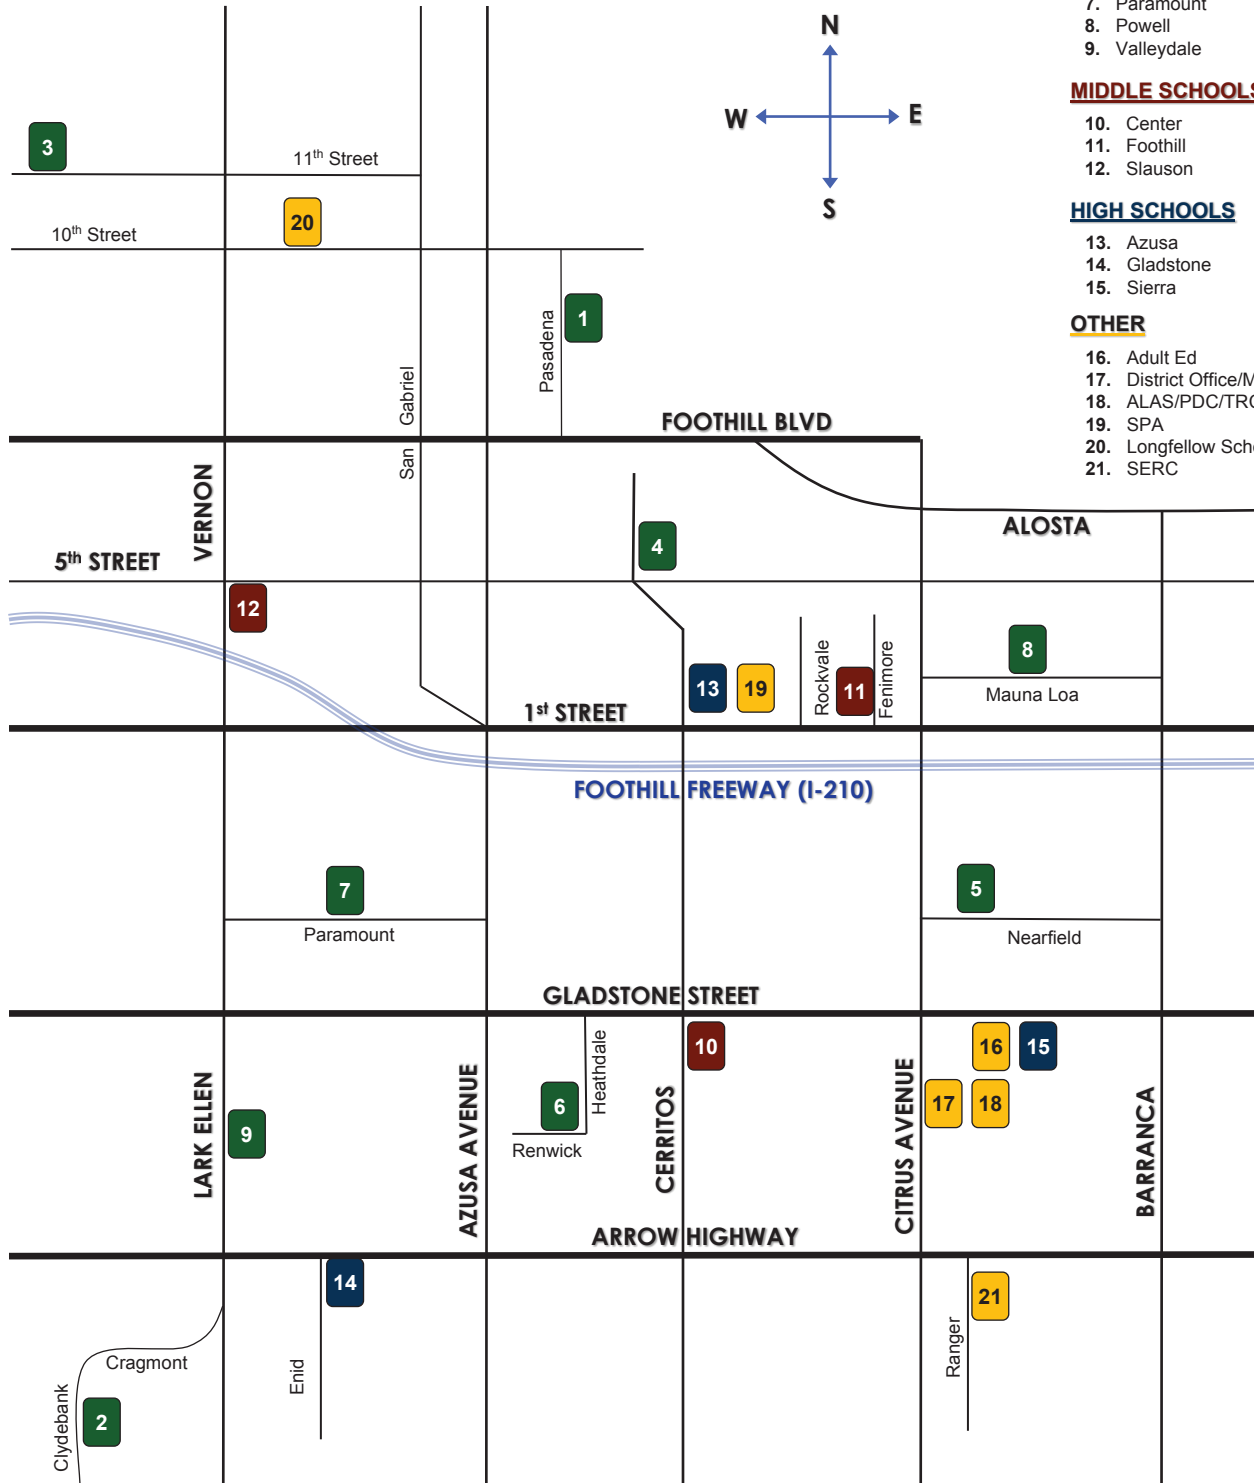 7. Paramount
8. Powell
9. Valleydale
MIDDLE SCHOOLS
10. Center
11. Foothill
12. Slauson
HIGH SCHOOLS
13. Azusa
14. Gladstone
15. Sierra
OTHER
16. Adult Ed
17. District Office/M
18. ALAS/PDC/TRC
19. SPA
20. Longfellow Scho
21. SERC
N
W
E
S
3
11th Street
20
10th Street
1
Pasadena
Gabriel
San
FOOTHILL BLVD
VERNON
ALOSTA
4
5th STREET
12
8
Rockvale
Fenimore
13
19
11
Mauna Loa
1st STREET
FOOTHILL FREEWAY (I-210)
7
5
Paramount
Nearfield
GLADSTONE STREET
10
16
15
Heathdale
LARK ELLEN
AZUSA AVENUE
6
CERRITOS
CITRUS AVENUE
17
18
BARRANCA
9
Renwick
ARROW HIGHWAY
14
21
Ranger
Cragmont
Enid
Clydebank
2